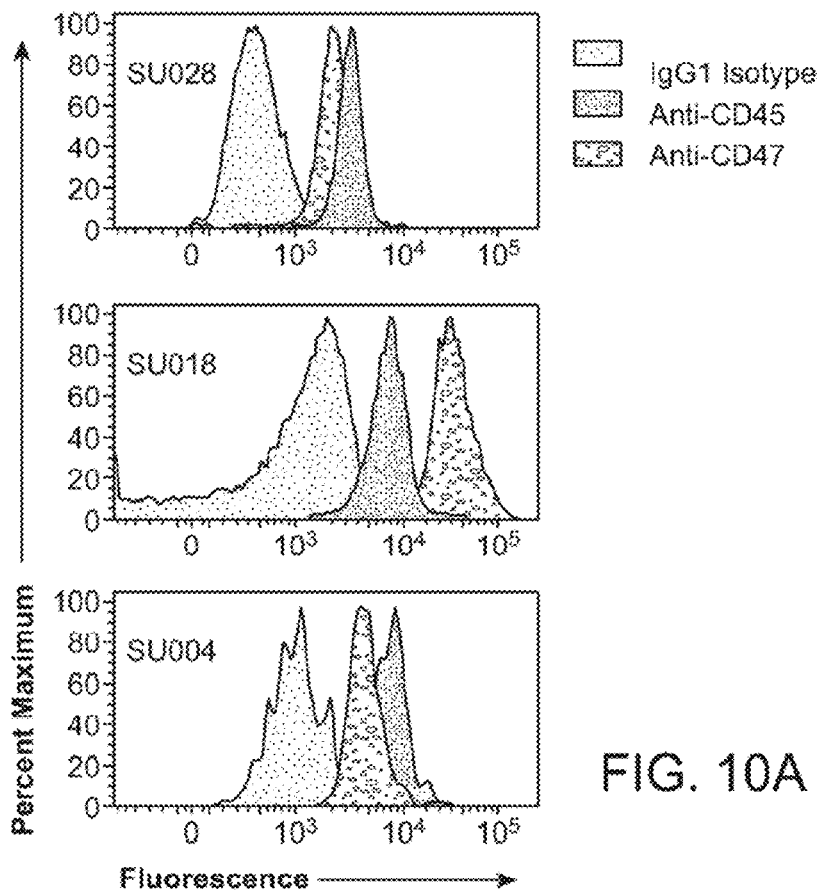 100
80
60
40
20
0
SU028
0 10³ 10⁴ 10⁵
IgG1 Isotype
Anti-CD45
Anti-CD47
100
80
60
40
20
0
SU018
0 10³ 10⁴ 10⁵
100
80
60
40
20
0
SU004
0 10³ 10⁴ 10⁵
Percent Maximum
Fluorescence
FIG. 10A